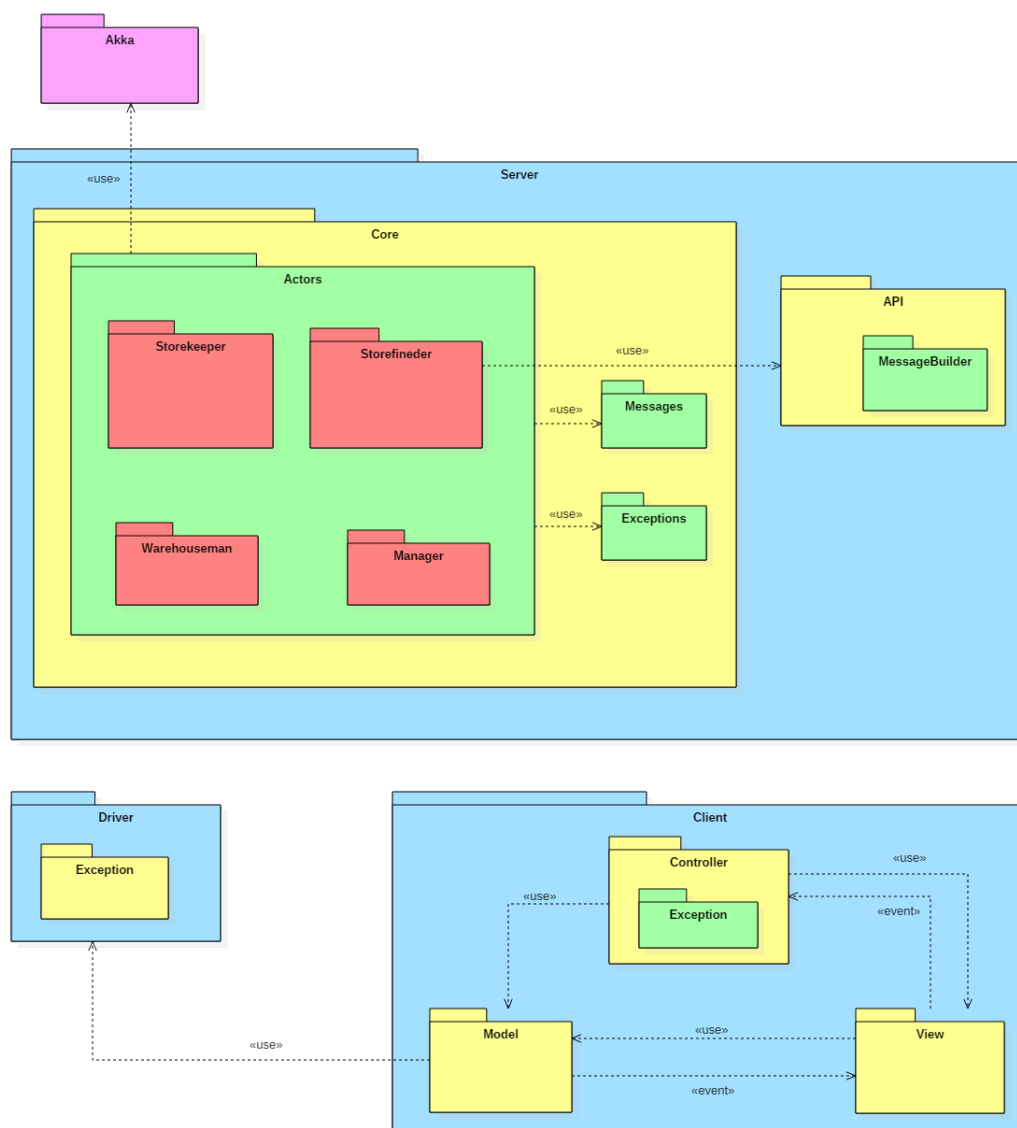 Akka
«use»
Server
Core
Actors
API
Storekeeper
Storefineder
«use»
MessageBuilder
«use»
Messages
«use»
Exceptions
Warehouseman
Manager
Driver
Client
Exception
Controller
«use»
«use»
Exception
«event»
Model
«use»
View
«use»
«event»